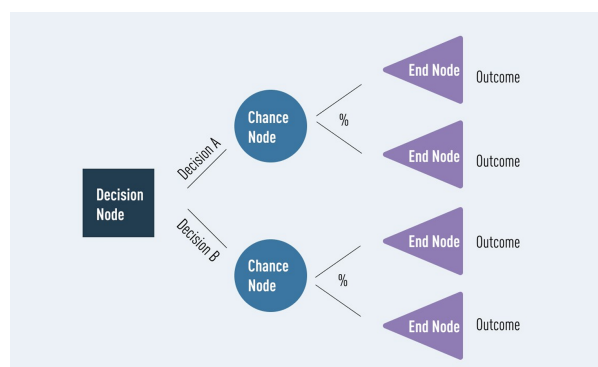 Decision
Node
Decision A
Decision B
Chance
Node
%
Chance
Node
%
End Node
Outcome
End Node
Outcome
End Node
Outcome
End Node
Outcome